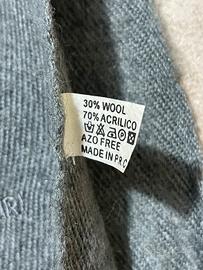 30% WOOL
70% ACRILICO
AZO FREE
MADE IN P.R.C